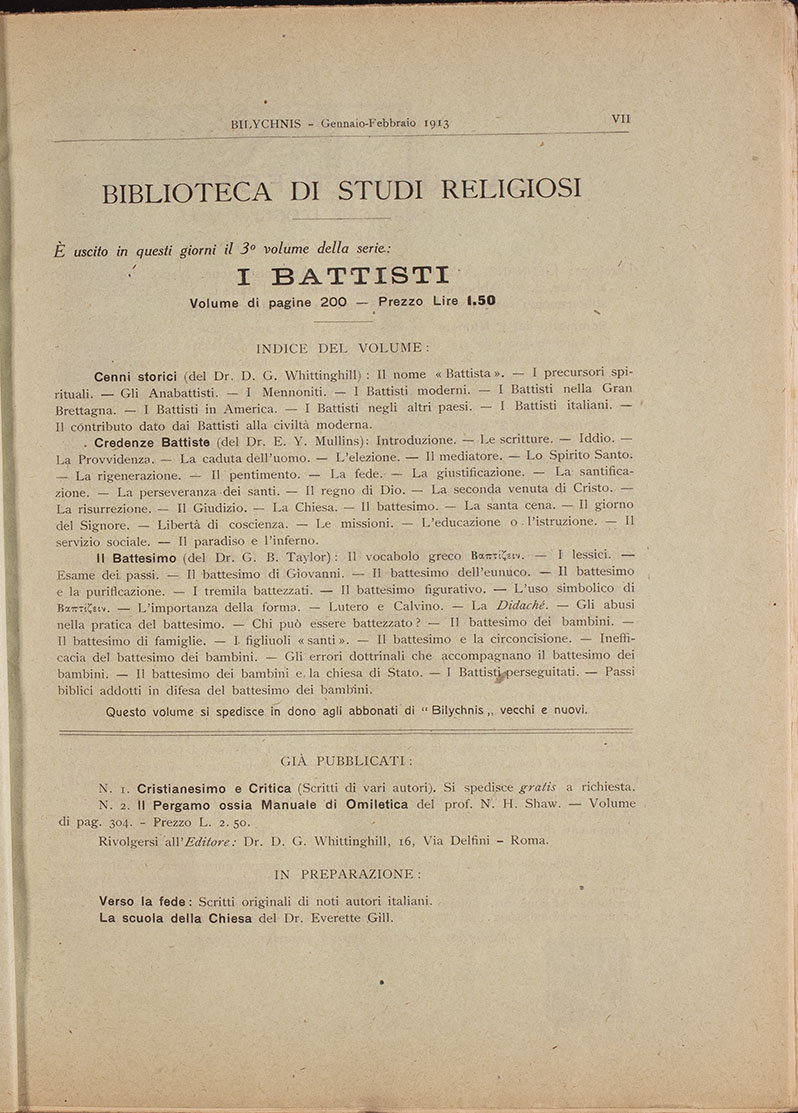 BILYCHNIS - Gennaio-Febbraio 1913
VII
BIBLIOTECA DI STUDI RELIGIOSI
È uscito in questi giorni il 3º volume della serie:
I BATTISTI
Volume di pagine 200 — Prezzo Lire 1.50
INDICE DEL VOLUME:
Cenni storici (del Dr. D. G. Whittinghill) : Il nome « Battista ». — I precursori spi-
rituali. — Gli Anabattisti. — I Mennoniti. — I Battisti moderni. — I Battisti nella Gran
Brettagna. — I Battisti in America. — I Battisti negli altri paesi. — I Battisti italiani. —
Il contributo dato dai Battisti alla civiltà moderna.
Credenze Battiste (del Dr. E. Y. Mullins): Introduzione. — Le scritture. — Iddio. —
La Provvidenza. — La caduta dell'uomo. — L'elezione. — Il mediatore. — Lo Spirito Santo.
— La rigenerazione. — Il pentimento. — La fede. — La giustificazione. — La santifica-
zione. — La perseveranza dei santi. — Il regno di Dio. — La seconda venuta di Cristo. —
La risurrezione. — Il Giudizio. — La Chiesa. — Il battesimo. — La santa cena. — Il giorno
del Signore. — Libertà di coscienza. — Le missioni. — L'educazione o l'istruzione. — Il
servizio sociale. — Il paradiso e l'inferno.
Il Battesimo (del Dr. G. B. Taylor) : Il vocabolo greco Βαπτίζειν. — I lessici. —
Esame dei passi. — Il battesimo di Giovanni. — Il battesimo dell'eunuco. — Il battesimo
e la purificazione. — I tremila battezzati. — Il battesimo figurativo. — L'uso simbolico di
Βαπτίζειν. — L'importanza della forma. — Lutero e Calvino. — La Didaché. — Gli abusi
nella pratica del battesimo. — Chi può essere battezzato? — Il battesimo dei bambini. —
Il battesimo di famiglie. — I figliuoli « santi ». — Il battesimo e la circoncisione. — Ineffi-
cacia del battesimo dei bambini. — Gli errori dottrinali che accompagnano il battesimo dei
bambini. — Il battesimo dei bambini e la chiesa di Stato. — I Battisti perseguitati. — Passi
biblici addotti in difesa del battesimo dei bambini.
Questo volume si spedisce in dono agli abbonati di “ Bilychnis „ vecchi e nuovi.
GIÀ PUBBLICATI:
N. 1. Cristianesimo e Critica (Scritti di vari autori). Si spedisce gratis a richiesta.
N. 2. Il Pergamo ossia Manuale di Omiletica del prof. N. H. Shaw. — Volume
di pag. 304. - Prezzo L. 2.50.
Rivolgersi all'Editore: Dr. D. G. Whittinghill, 16, Via Delfini - Roma.
IN PREPARAZIONE:
Verso la fede: Scritti originali di noti autori italiani.
La scuola della Chiesa del Dr. Everette Gill.